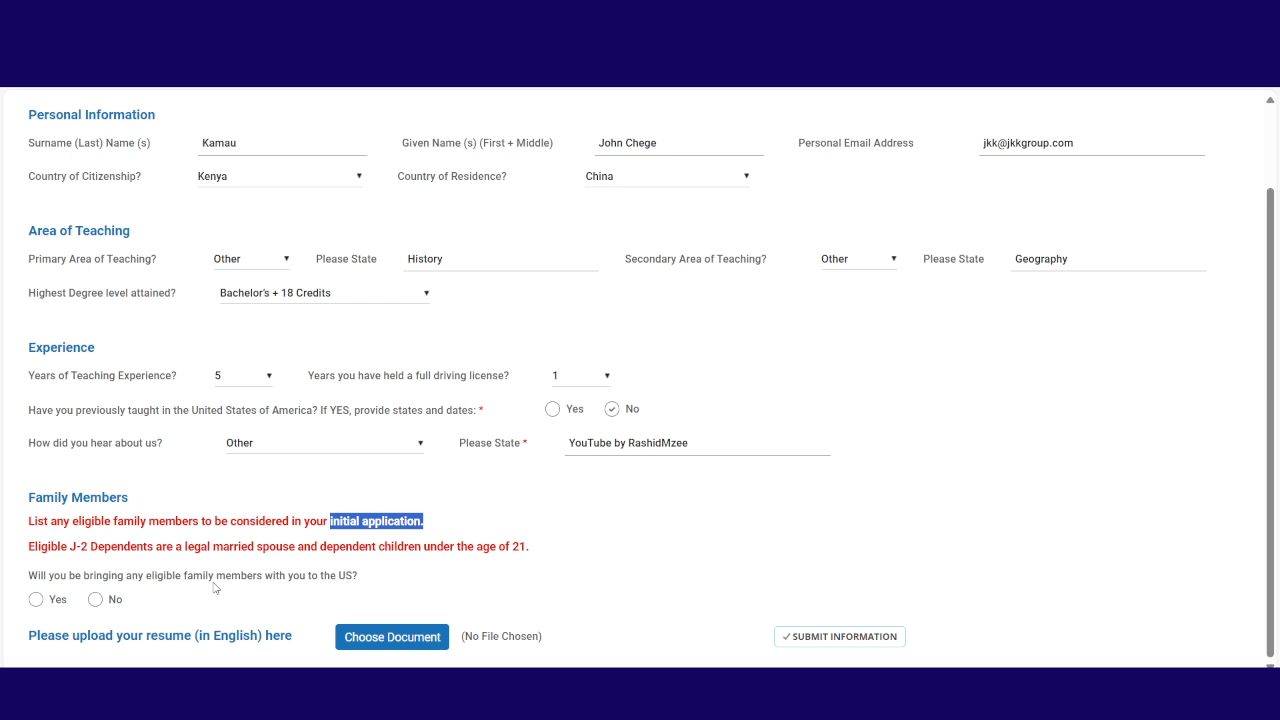 Personal Information
Surname (Last) Name (s) Kamau Given Name (s) (First + Middle) John Chege Personal Email Address jkk@jkkgroup.com
Country of Citizenship? Kenya Country of Residence? China
Area of Teaching
Primary Area of Teaching? Other Please State History Secondary Area of Teaching? Other Please State Geography
Highest Degree level attained? Bachelor's + 18 Credits
Experience
Years of Teaching Experience? 5 Years you have held a full driving license? 1
Have you previously taught in the United States of America? If YES, provide states and dates: * Yes No
How did you hear about us? Other Please State * YouTube by RashidMzee
Family Members
List any eligible family members to be considered in your initial application.
Eligible J-2 Dependents are a legal married spouse and dependent children under the age of 21.
Will you be bringing any eligible family members with you to the US?
Yes No
Please upload your resume (in English) here Choose Document (No File Chosen) ✓ SUBMIT INFORMATION